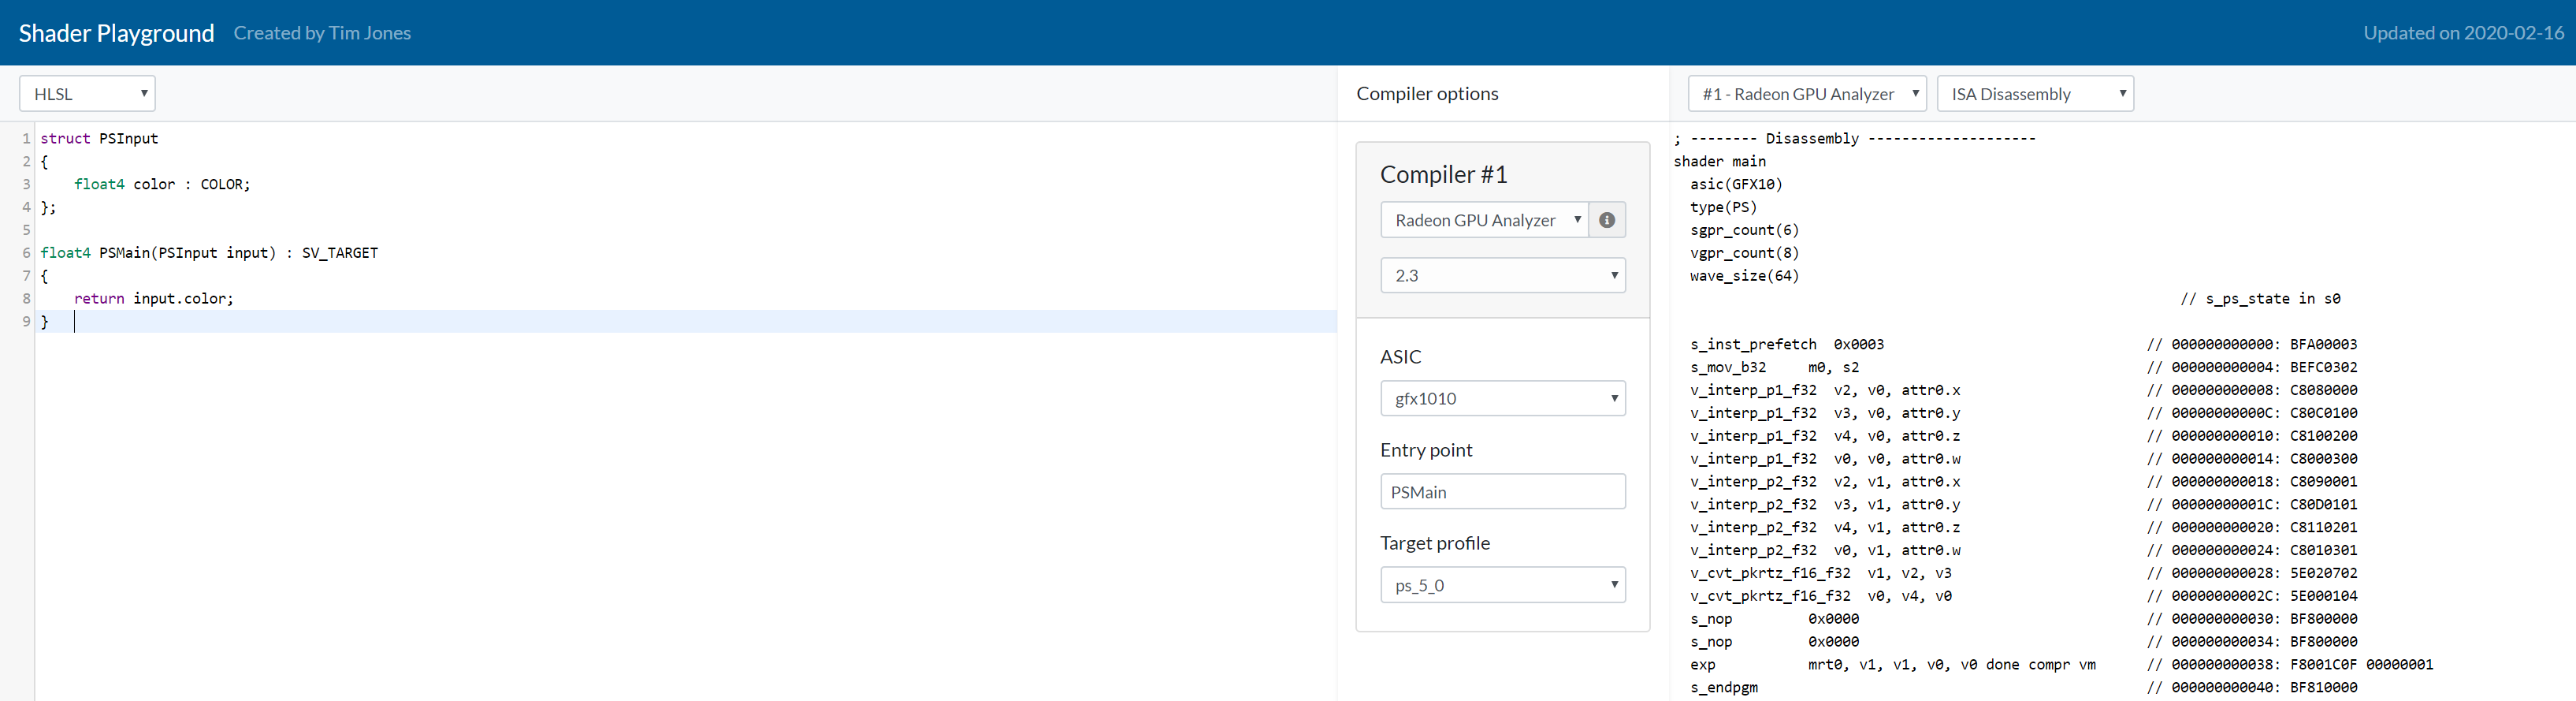 Shader Playground Created by Tim Jones Updated on 2020-02-16
HLSL
1 struct PSInput
2 {
3     float4 color : COLOR;
4 };
5
6 float4 PSMain(PSInput input) : SV_TARGET
7 {
8     return input.color;
9 }
Compiler options
Compiler #1
Radeon GPU Analyzer
2.3
ASIC
gfx1010
Entry point
PSMain
Target profile
ps_5_0
#1 - Radeon GPU Analyzer ISA Disassembly
; -------- Disassembly --------------------
shader main
  asic(GFX10)
  type(PS)
  sgpr_count(6)
  vgpr_count(8)
  wave_size(64)
// s_ps_state in s0
  s_inst_prefetch  0x0003 // 000000000000: BFA00003
  s_mov_b32     m0, s2 // 000000000004: BEFC0302
  v_interp_p1_f32  v2, v0, attr0.x // 000000000008: C8080000
  v_interp_p1_f32  v3, v0, attr0.y // 00000000000C: C80C0100
  v_interp_p1_f32  v4, v0, attr0.z // 000000000010: C8100200
  v_interp_p1_f32  v0, v0, attr0.w // 000000000014: C8000300
  v_interp_p2_f32  v2, v1, attr0.x // 000000000018: C8090001
  v_interp_p2_f32  v3, v1, attr0.y // 00000000001C: C80D0101
  v_interp_p2_f32  v4, v1, attr0.z // 000000000020: C8110201
  v_interp_p2_f32  v0, v1, attr0.w // 000000000024: C8010301
  v_cvt_pkrtz_f16_f32  v1, v2, v3 // 000000000028: 5E020702
  v_cvt_pkrtz_f16_f32  v0, v4, v0 // 00000000002C: 5E000104
  s_nop         0x0000 // 000000000030: BF800000
  s_nop         0x0000 // 000000000034: BF800000
  exp           mrt0, v1, v1, v0, v0 done compr vm // 000000000038: F8001C0F 00000001
  s_endpgm // 000000000040: BF810000